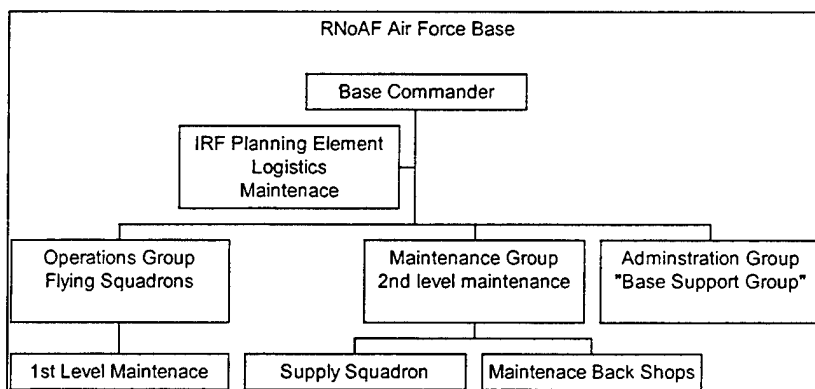 RNoAF Air Force Base
Base Commander
IRF Planning Element
Logistics
Maintenace
Operations Group
Flying Squadrons
Maintenance Group
2nd level maintenance
Adminstration Group
"Base Support Group"
1st Level Maintenace
Supply Squadron
Maintenace Back Shops